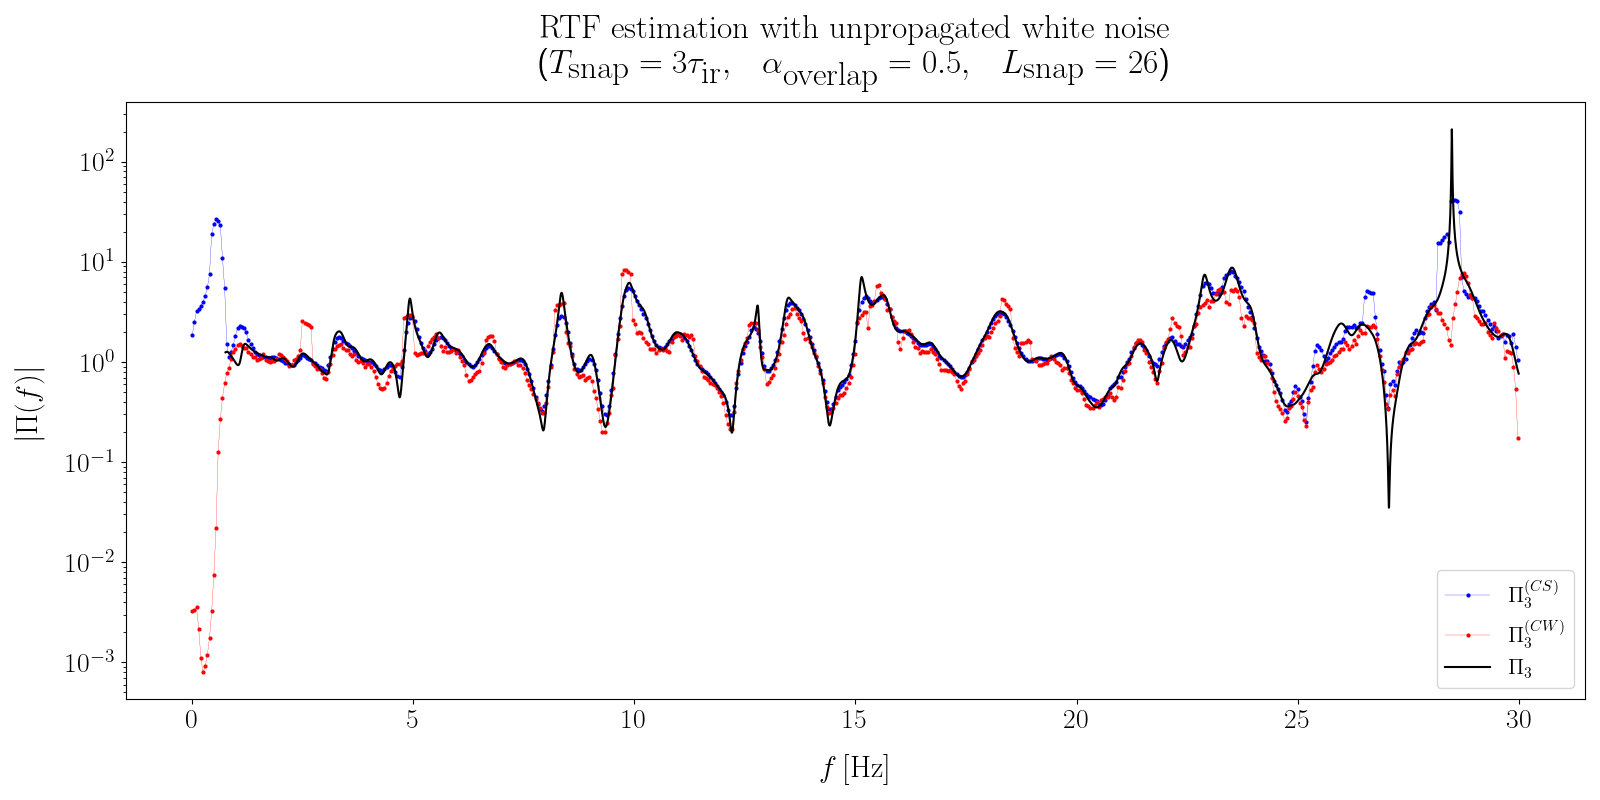 RTF estimation with unpropagated white noise
(T_snap = 3τ_ir, α_overlap = 0.5, L_snap = 26)
10^2
10^1
10^0
10^−1
10^−2
10^−3
|Π(f)|
0 5 10 15 20 25 30
f [Hz]
Π_3^(CS)
Π_3^(CW)
Π_3